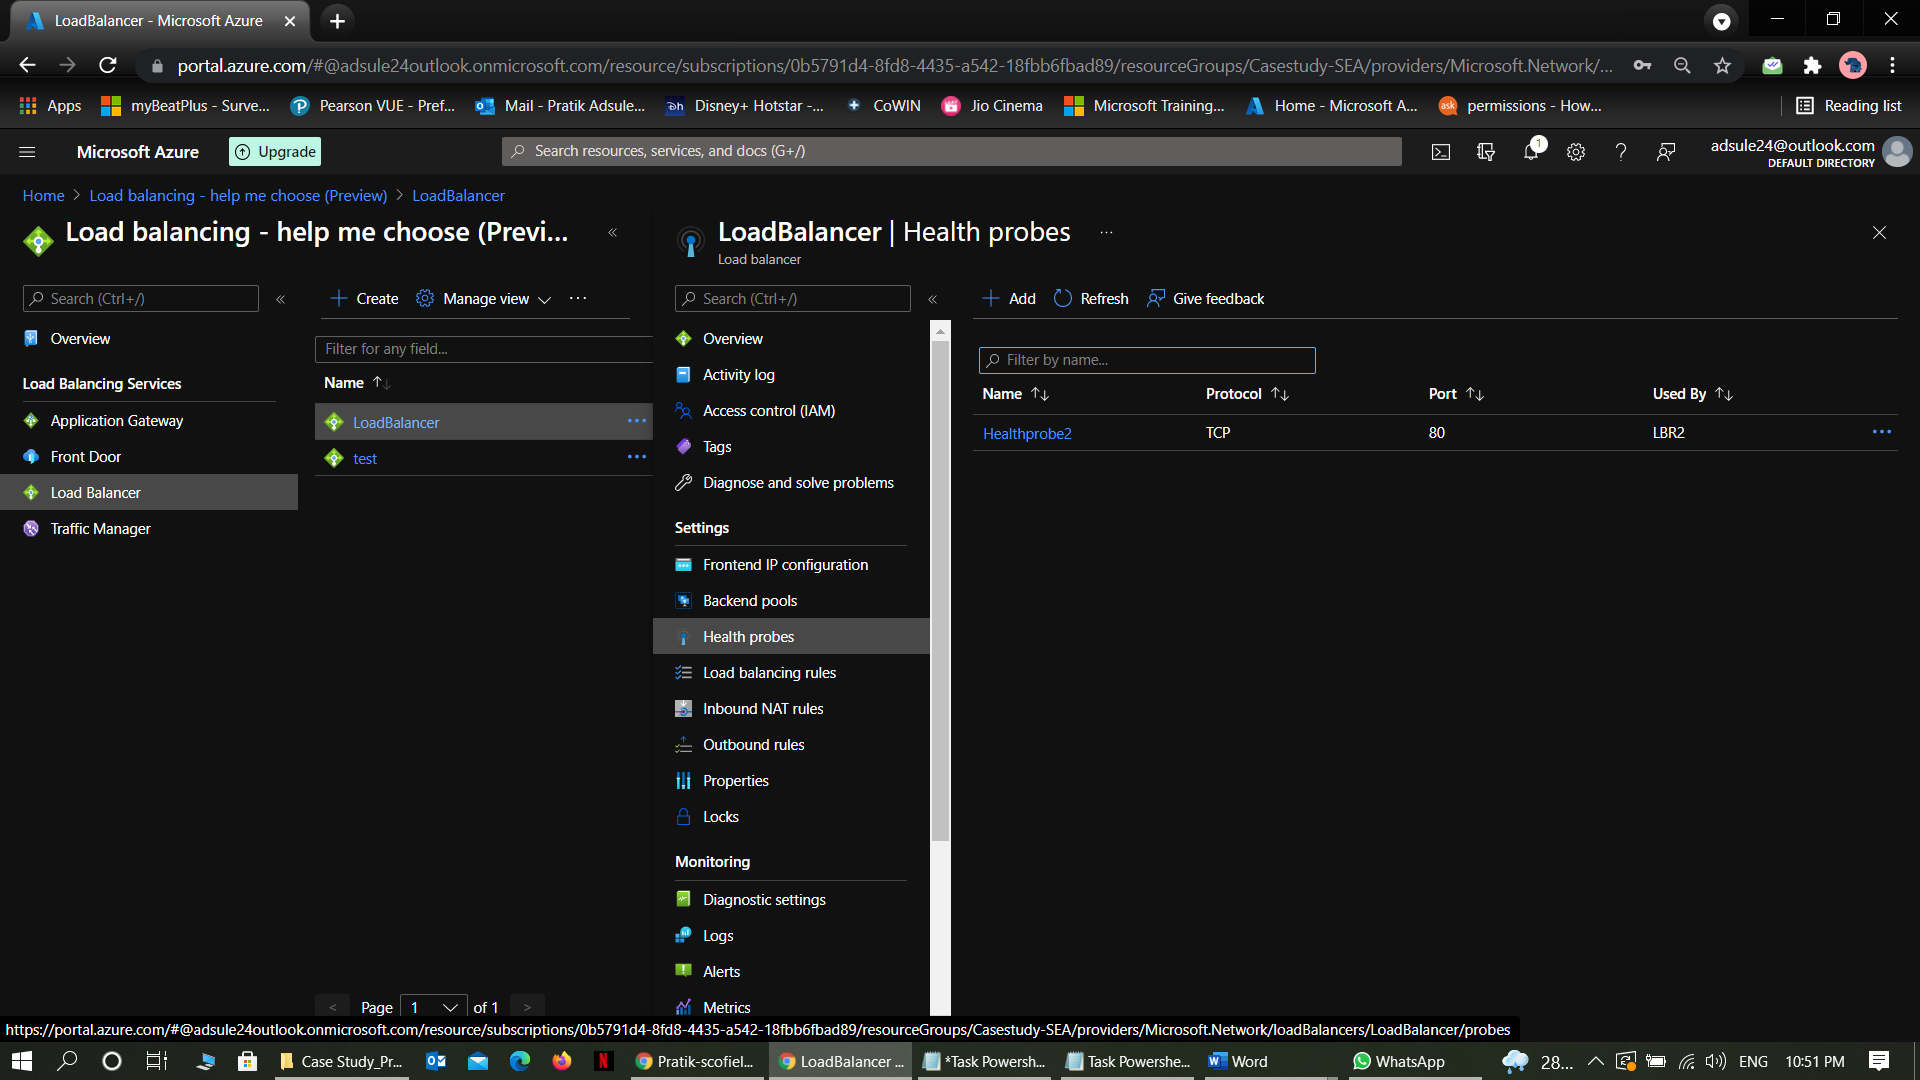 LoadBalancer - Microsoft Azure
portal.azure.com/#@adsule24outlook.onmicrosoft.com/resource/subscriptions/0b5791d4-8fd8-4435-a542-18fbb6fbad89/resourceGroups/Casestudy-SEA/providers/Microsoft.Network/...
Apps
myBeatPlus - Surve...
Pearson VUE - Pref...
Mail - Pratik Adsule...
Disney+ Hotstar -...
CoWIN
Jio Cinema
Microsoft Training...
Home - Microsoft A...
permissions - How...
Reading list
Microsoft Azure
Upgrade
Search resources, services, and docs (G+/)
1
adsule24@outlook.com
DEFAULT DIRECTORY
Home > Load balancing - help me choose (Preview) > LoadBalancer
Load balancing - help me choose (Previ...
Search (Ctrl+/)
Overview
Load Balancing Services
Application Gateway
Front Door
Load Balancer
Traffic Manager
Create
Manage view
Filter for any field...
Name
LoadBalancer
test
Page 1 of 1
LoadBalancer | Health probes
Load balancer
Search (Ctrl+/)
Overview
Activity log
Access control (IAM)
Tags
Diagnose and solve problems
Settings
Frontend IP configuration
Backend pools
Health probes
Load balancing rules
Inbound NAT rules
Outbound rules
Properties
Locks
Monitoring
Diagnostic settings
Logs
Alerts
Metrics
Add
Refresh
Give feedback
Filter by name...
Name Protocol Port Used By
Healthprobe2 TCP 80 LBR2
https://portal.azure.com/#@adsule24outlook.onmicrosoft.com/resource/subscriptions/0b5791d4-8fd8-4435-a542-18fbb6fbad89/resourceGroups/Casestudy-SEA/providers/Microsoft.Network/loadBalancers/LoadBalancer/probes
Case Study_Pr...
Pratik-scofiel...
LoadBalancer ...
*Task Powersh...
Task Powershe...
Word
WhatsApp
28...
ENG
10:51 PM